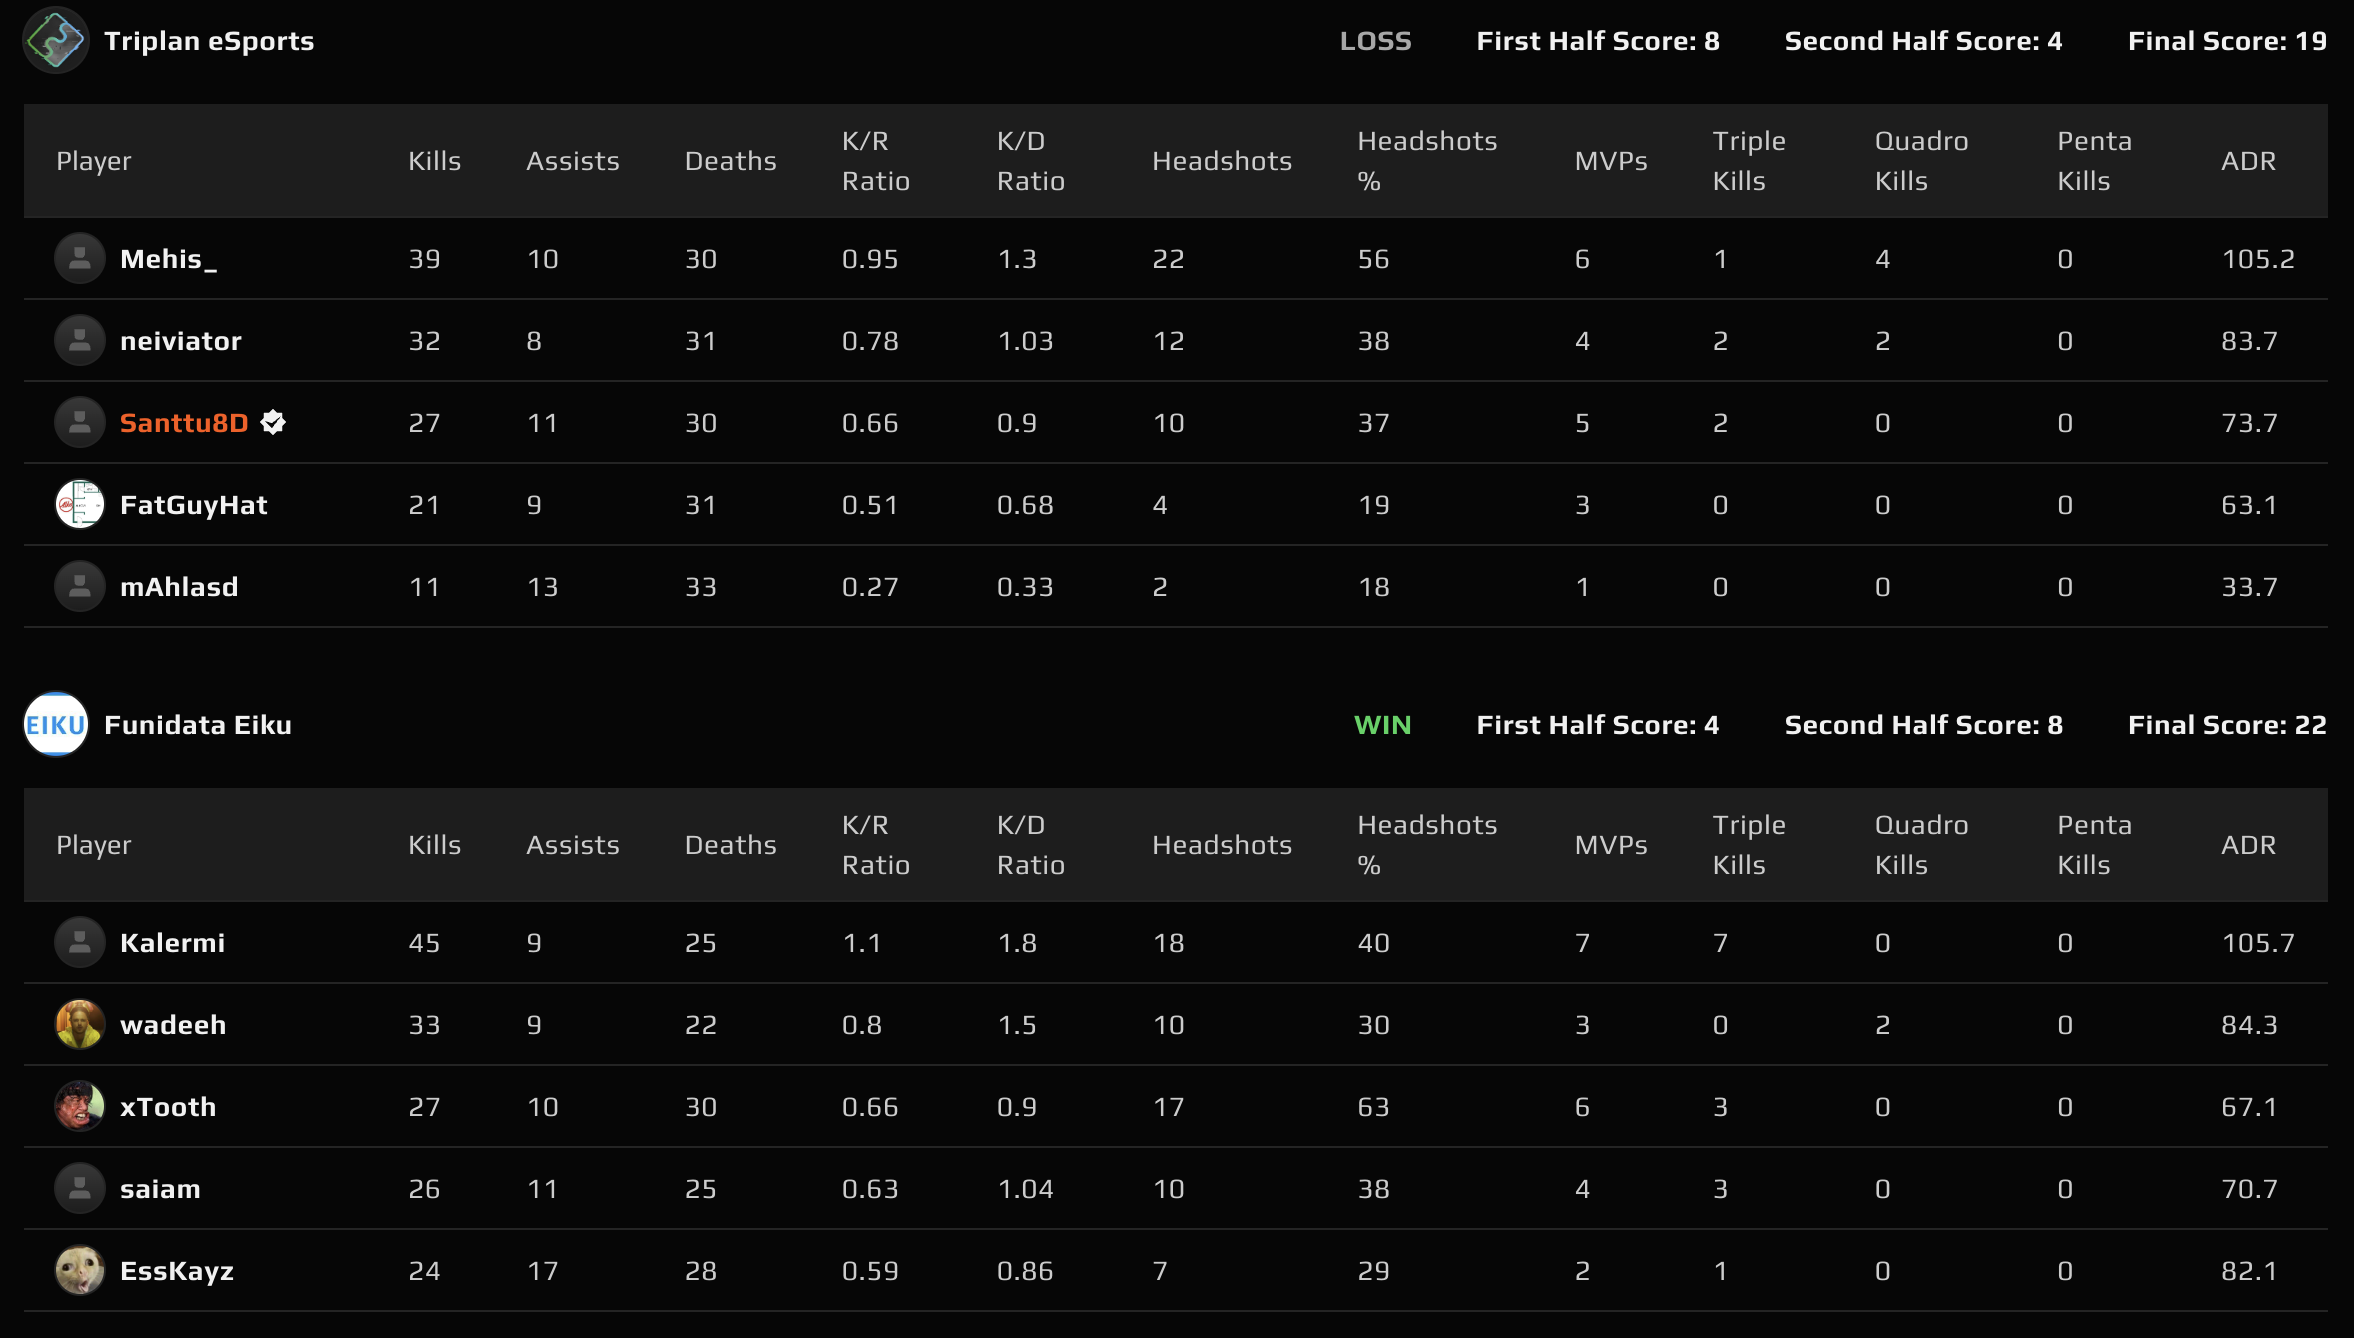 Triplan eSports LOSS First Half Score: 8 Second Half Score: 4 Final Score: 19
Player Kills Assists Deaths K/R Ratio K/D Ratio Headshots Headshots % MVPs Triple Kills Quadro Kills Penta Kills ADR
Mehis_ 39 10 30 0.95 1.3 22 56 6 1 4 0 105.2
neiviator 32 8 31 0.78 1.03 12 38 4 2 2 0 83.7
Santtu8D 27 11 30 0.66 0.9 10 37 5 2 0 0 73.7
FatGuyHat 21 9 31 0.51 0.68 4 19 3 0 0 0 63.1
mAhlasd 11 13 33 0.27 0.33 2 18 1 0 0 0 33.7
EIKU Funidata Eiku WIN First Half Score: 4 Second Half Score: 8 Final Score: 22
Player Kills Assists Deaths K/R Ratio K/D Ratio Headshots Headshots % MVPs Triple Kills Quadro Kills Penta Kills ADR
Kalermi 45 9 25 1.1 1.8 18 40 7 7 0 0 105.7
wadeeh 33 9 22 0.8 1.5 10 30 3 0 2 0 84.3
xTooth 27 10 30 0.66 0.9 17 63 6 3 0 0 67.1
saiam 26 11 25 0.63 1.04 10 38 4 3 0 0 70.7
EssKayz 24 17 28 0.59 0.86 7 29 2 1 0 0 82.1